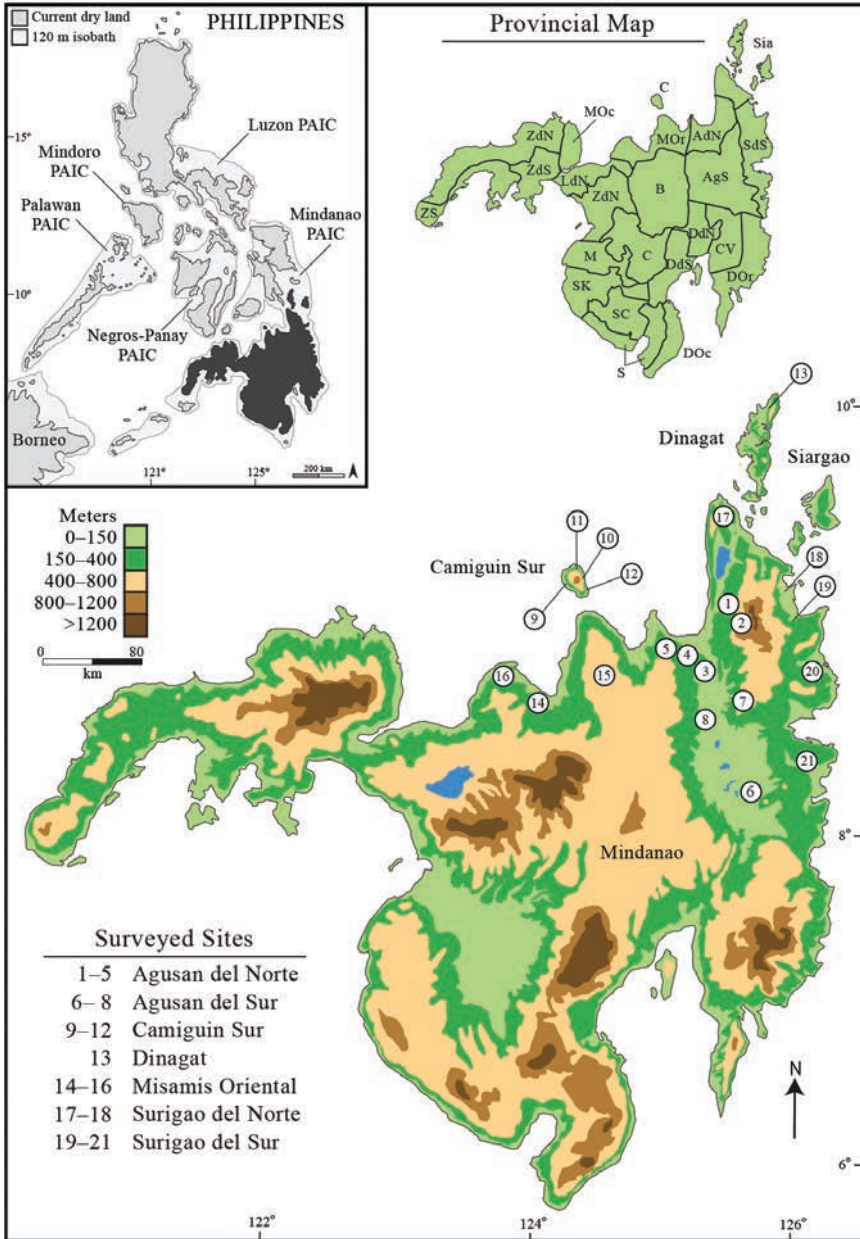 Current dry land
120 m isobath
PHILIPPINES
15°
Luzon PAIC
Mindoro
PAIC
Palawan
PAIC
Mindanao
PAIC
10°
Negros-Panay
PAIC
Borneo
121°
125°
200 km
Provincial Map
Sia
C
MOc
ZdN
MOr
AdN
SdS
ZdS
LdN
B
AgS
ZdN
ZS
DdN
CV
M
C
DdS
DOr
SK
SC
DOc
S
13
10°
Dinagat
Siargao
Meters
0–150
150–400
400–800
800–1200
>1200
0
80
km
17
11
10
Camiguin Sur
12
9
18
19
1
2
5
4
3
20
16
14
15
7
8
21
6
8°
Mindanao
Surveyed Sites
1–5 Agusan del Norte
6–8 Agusan del Sur
9–12 Camiguin Sur
13 Dinagat
14–16 Misamis Oriental
17–18 Surigao del Norte
19–21 Surigao del Sur
N
6°
122°
124°
126°